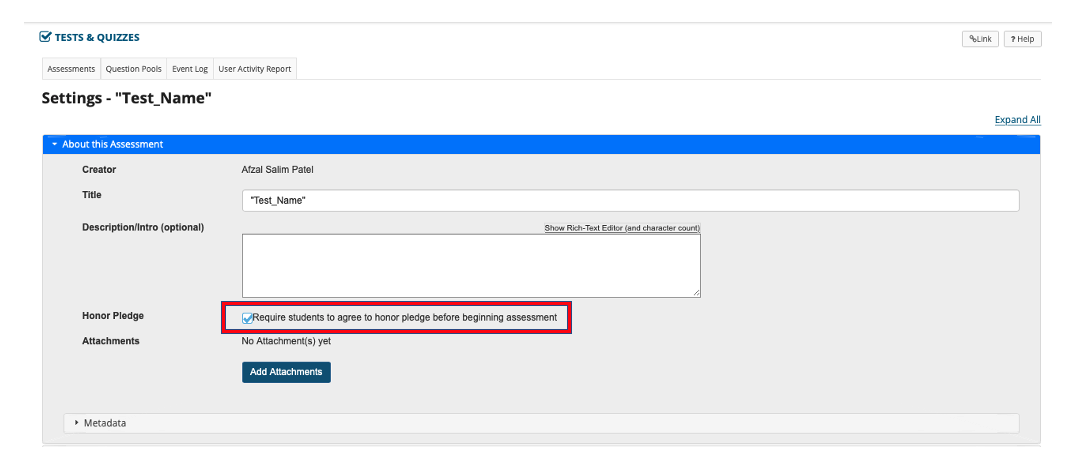 TESTS & QUIZZES
Link
? Help
Assessments Question Pools Event Log User Activity Report
Settings - "Test_Name"
Expand All
About this Assessment
Creator Afzal Salim Patel
Title "Test_Name"
Description/Intro (optional) Show Rich-Text Editor (and character count)
Honor Pledge Require students to agree to honor pledge before beginning assessment
Attachments No Attachment(s) yet
Add Attachments
Metadata